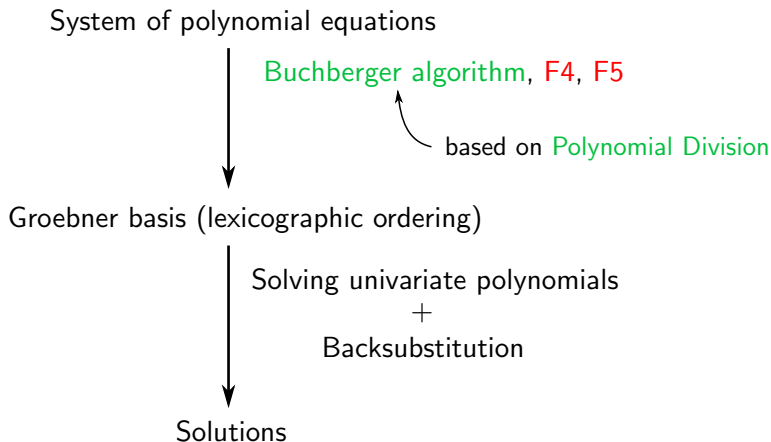 System of polynomial equations
Buchberger algorithm, F4, F5
based on Polynomial Division
Groebner basis (lexicographic ordering)
Solving univariate polynomials
+
Backsubstitution
Solutions